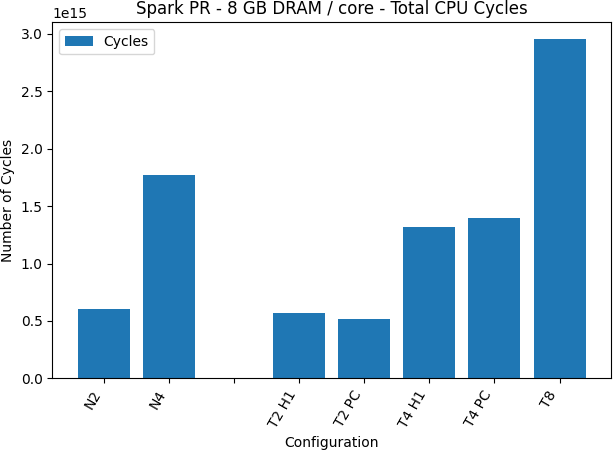 Spark PR - 8 GB DRAM / core - Total CPU Cycles
1e15
Cycles
3.0
2.5
2.0
1.5
1.0
0.5
0.0
Number of Cycles
N2
N4
T2 H1
T2 PC
T4 H1
T4 PC
T8
Configuration